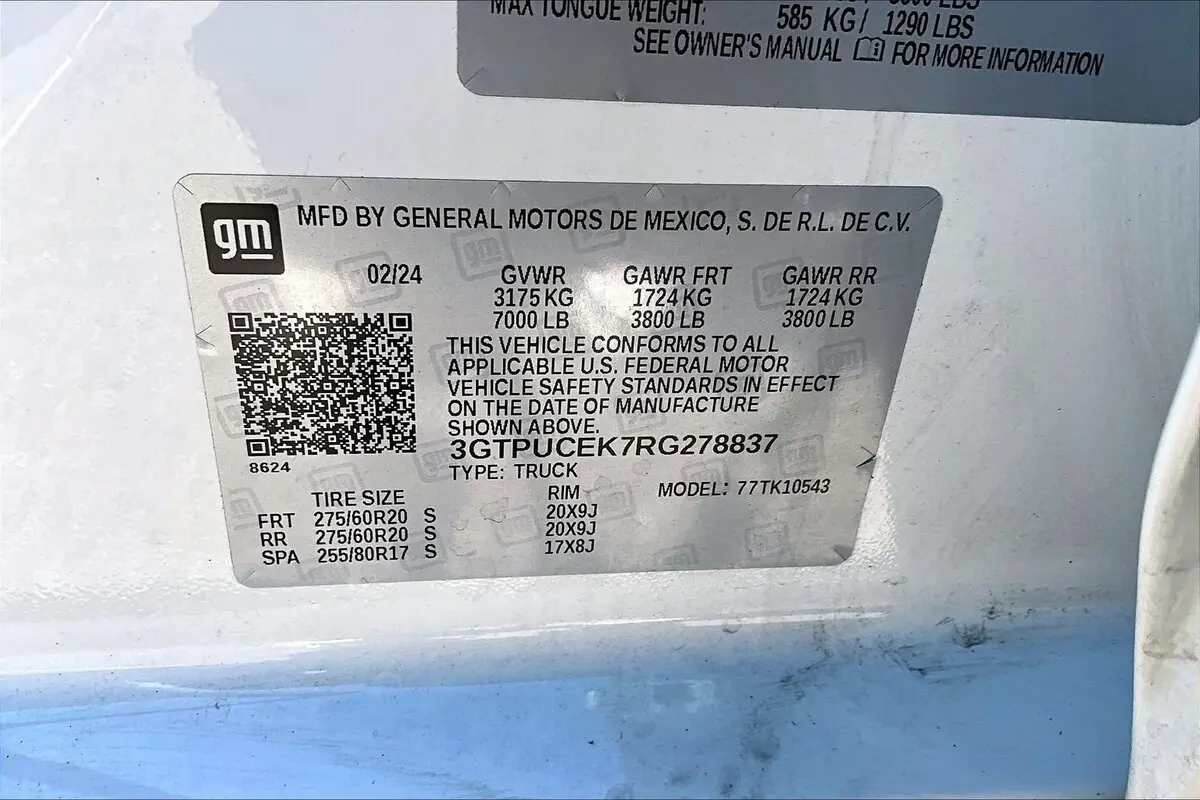 MAX TONGUE WEIGHT: 585 KG/ 1290 LBS
SEE OWNER'S MANUAL FOR MORE INFORMATION
gm
MFD BY GENERAL MOTORS DE MEXICO, S. DE R.L. DE C.V.
02/24 GVWR GAWR FRT GAWR RR
3175 KG 1724 KG 1724 KG
7000 LB 3800 LB 3800 LB
THIS VEHICLE CONFORMS TO ALL
APPLICABLE U.S. FEDERAL MOTOR
VEHICLE SAFETY STANDARDS IN EFFECT
ON THE DATE OF MANUFACTURE
SHOWN ABOVE.
3GTPUCEK7RG278837
8624
TYPE: TRUCK
MODEL: 77TK10543
TIRE SIZE RIM
FRT 275/60R20 S 20X9J
RR 275/60R20 S 20X9J
SPA 255/80R17 S 17X8J